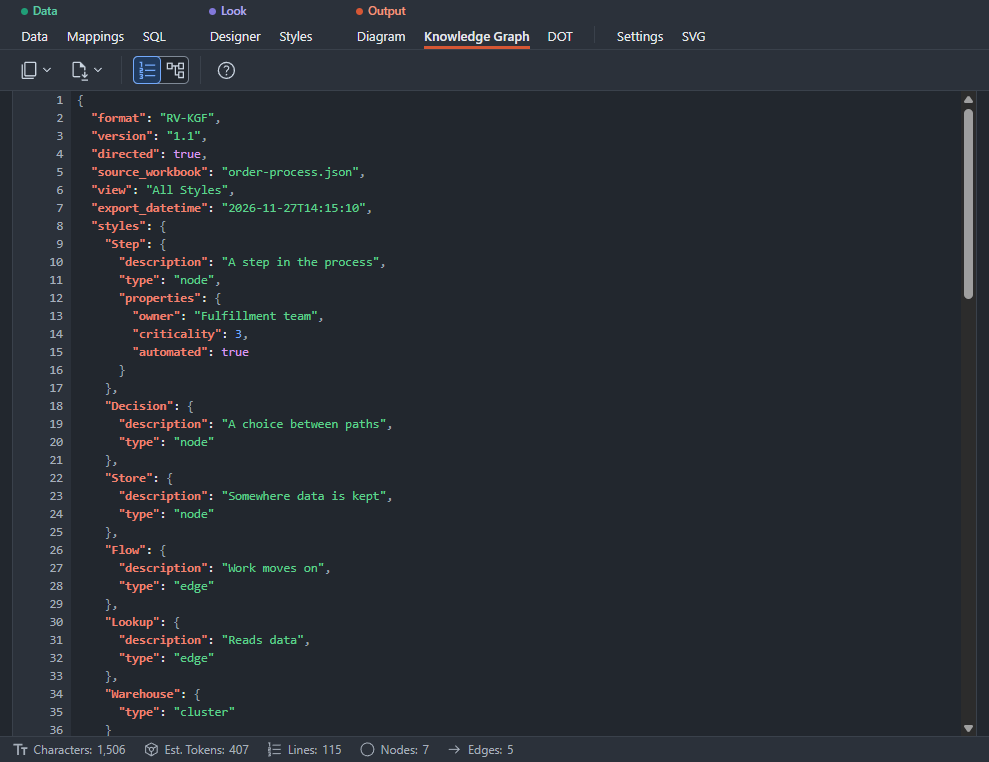 Data Look Output
Data Mappings SQL Designer Styles Diagram Knowledge Graph DOT Settings SVG
1 {
2 "format": "RV-KGF",
3 "version": "1.1",
4 "directed": true,
5 "source_workbook": "order-process.json",
6 "view": "All Styles",
7 "export_datetime": "2026-11-27T14:15:10",
8 "styles": {
9 "Step": {
10 "description": "A step in the process",
11 "type": "node",
12 "properties": {
13 "owner": "Fulfillment team",
14 "criticality": 3,
15 "automated": true
16 }
17 },
18 "Decision": {
19 "description": "A choice between paths",
20 "type": "node"
21 },
22 "Store": {
23 "description": "Somewhere data is kept",
24 "type": "node"
25 },
26 "Flow": {
27 "description": "Work moves on",
28 "type": "edge"
29 },
30 "Lookup": {
31 "description": "Reads data",
32 "type": "edge"
33 },
34 "Warehouse": {
35 "type": "cluster"
36 }
Characters: 1,506 Est. Tokens: 407 Lines: 115 Nodes: 7 Edges: 5